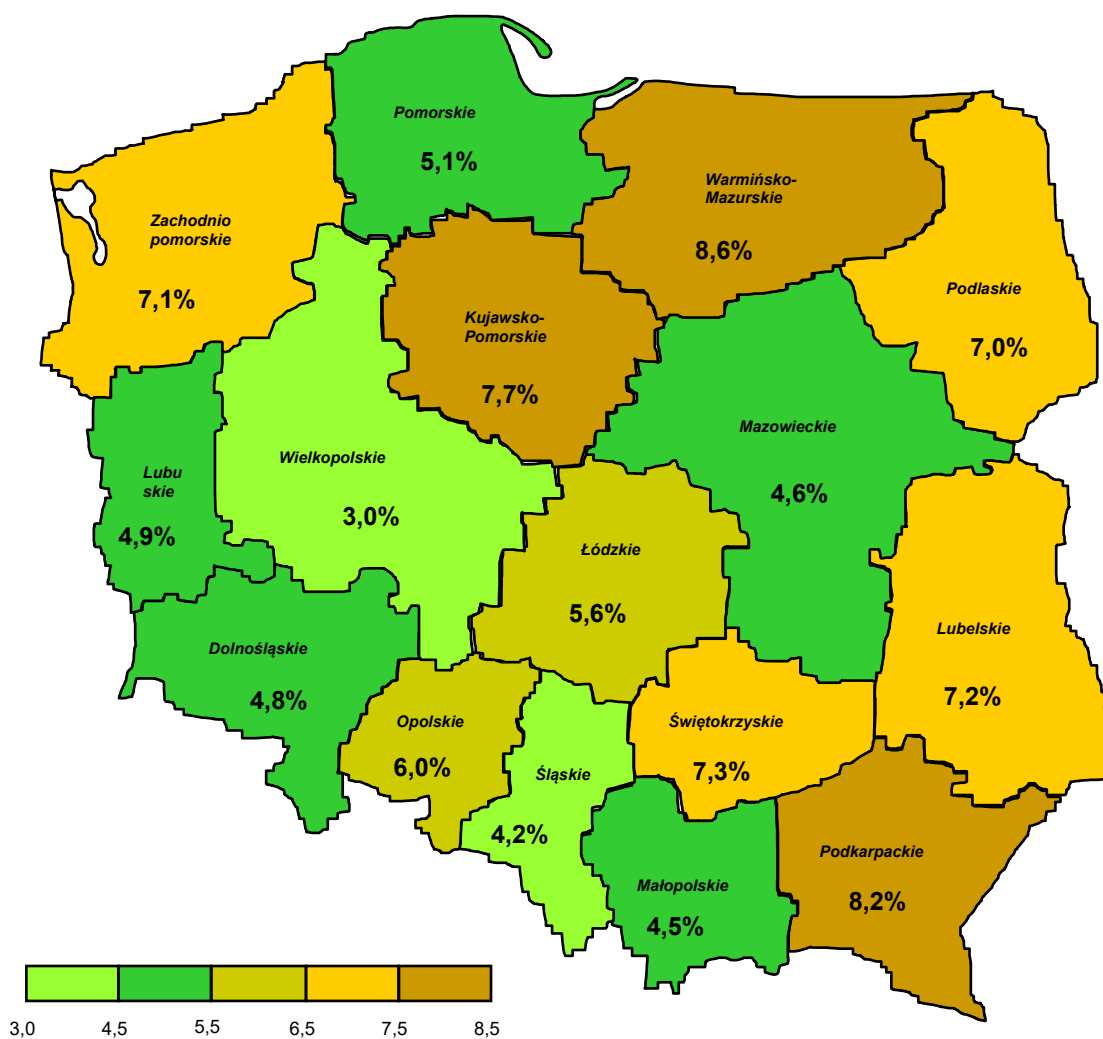 Pomorskie
5,1%
Warmińsko-
Mazurskie
8,6%
Zachodnio
pomorskie
7,1%
Podlaskie
7,0%
Kujawsko-
Pomorskie
7,7%
Mazowieckie
4,6%
Lubu
skie
4,9%
Wielkopolskie
3,0%
Łódzkie
5,6%
Lubelskie
7,2%
Dolnośląskie
4,8%
Opolskie
6,0%
Śląskie
4,2%
Świętokrzyskie
7,3%
Małopolskie
4,5%
Podkarpackie
8,2%
3,0 4,5 5,5 6,5 7,5 8,5